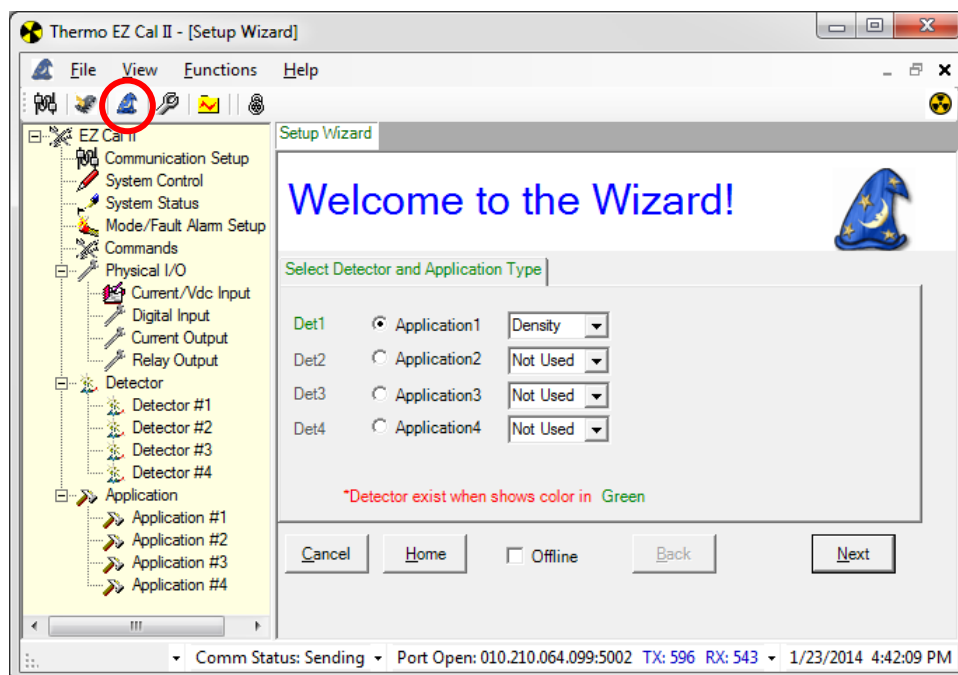 Thermo EZ Cal II - [Setup Wizard]
File View Functions Help
EZ Cal II
Communication Setup
System Control
System Status
Mode/Fault Alarm Setup
Commands
Physical I/O
Current/Vdc Input
Digital Input
Current Output
Relay Output
Detector
Detector #1
Detector #2
Detector #3
Detector #4
Application
Application #1
Application #2
Application #3
Application #4
Setup Wizard
Welcome to the Wizard!
Select Detector and Application Type
Det1 Application1 Density
Det2 Application2 Not Used
Det3 Application3 Not Used
Det4 Application4 Not Used
*Detector exist when shows color in Green
Cancel Home Offline Back Next
Comm Status: Sending Port Open: 010.210.064.099:5002 TX: 596 RX: 543 1/23/2014 4:42:09 PM